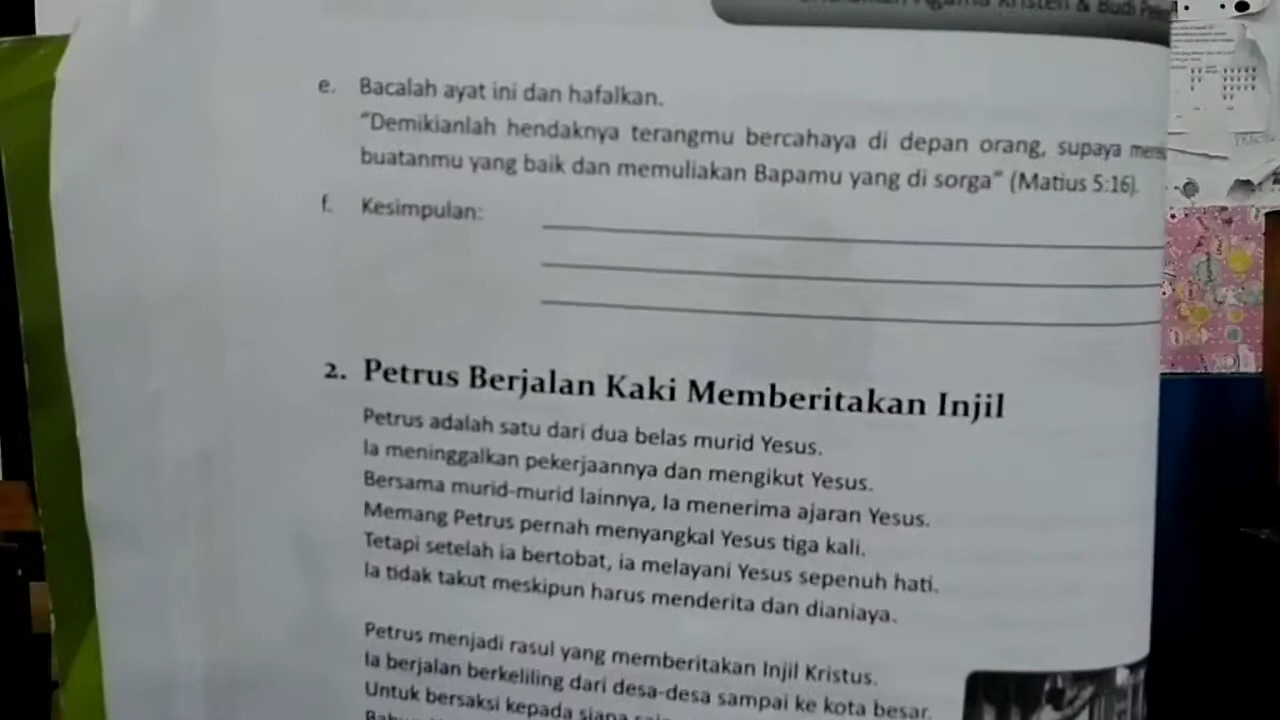 Agama Kristen & Budi
e. Bacalah ayat ini dan hafalkan.
"Demikianlah hendaknya terangmu bercahaya di depan orang, supaya
buatanmu yang baik dan memuliakan Bapamu yang di sorga" (Matius 5:16).
f. Kesimpulan:
2. Petrus Berjalan Kaki Memberitakan Injil
Petrus adalah satu dari dua belas murid Yesus.
Ia meninggalkan pekerjaannya dan mengikut Yesus.
Bersama murid-murid lainnya, Ia menerima ajaran Yesus.
Memang Petrus pernah menyangkal Yesus tiga kali.
Tetapi setelah ia bertobat, ia melayani Yesus sepenuh hati.
Ia tidak takut meskipun harus menderita dan dianiaya.
Petrus menjadi rasul yang memberitakan Injil Kristus.
Ia berjalan berkeliling dari desa-desa sampai ke kota besar.
Untuk bersaksi kepada siapa